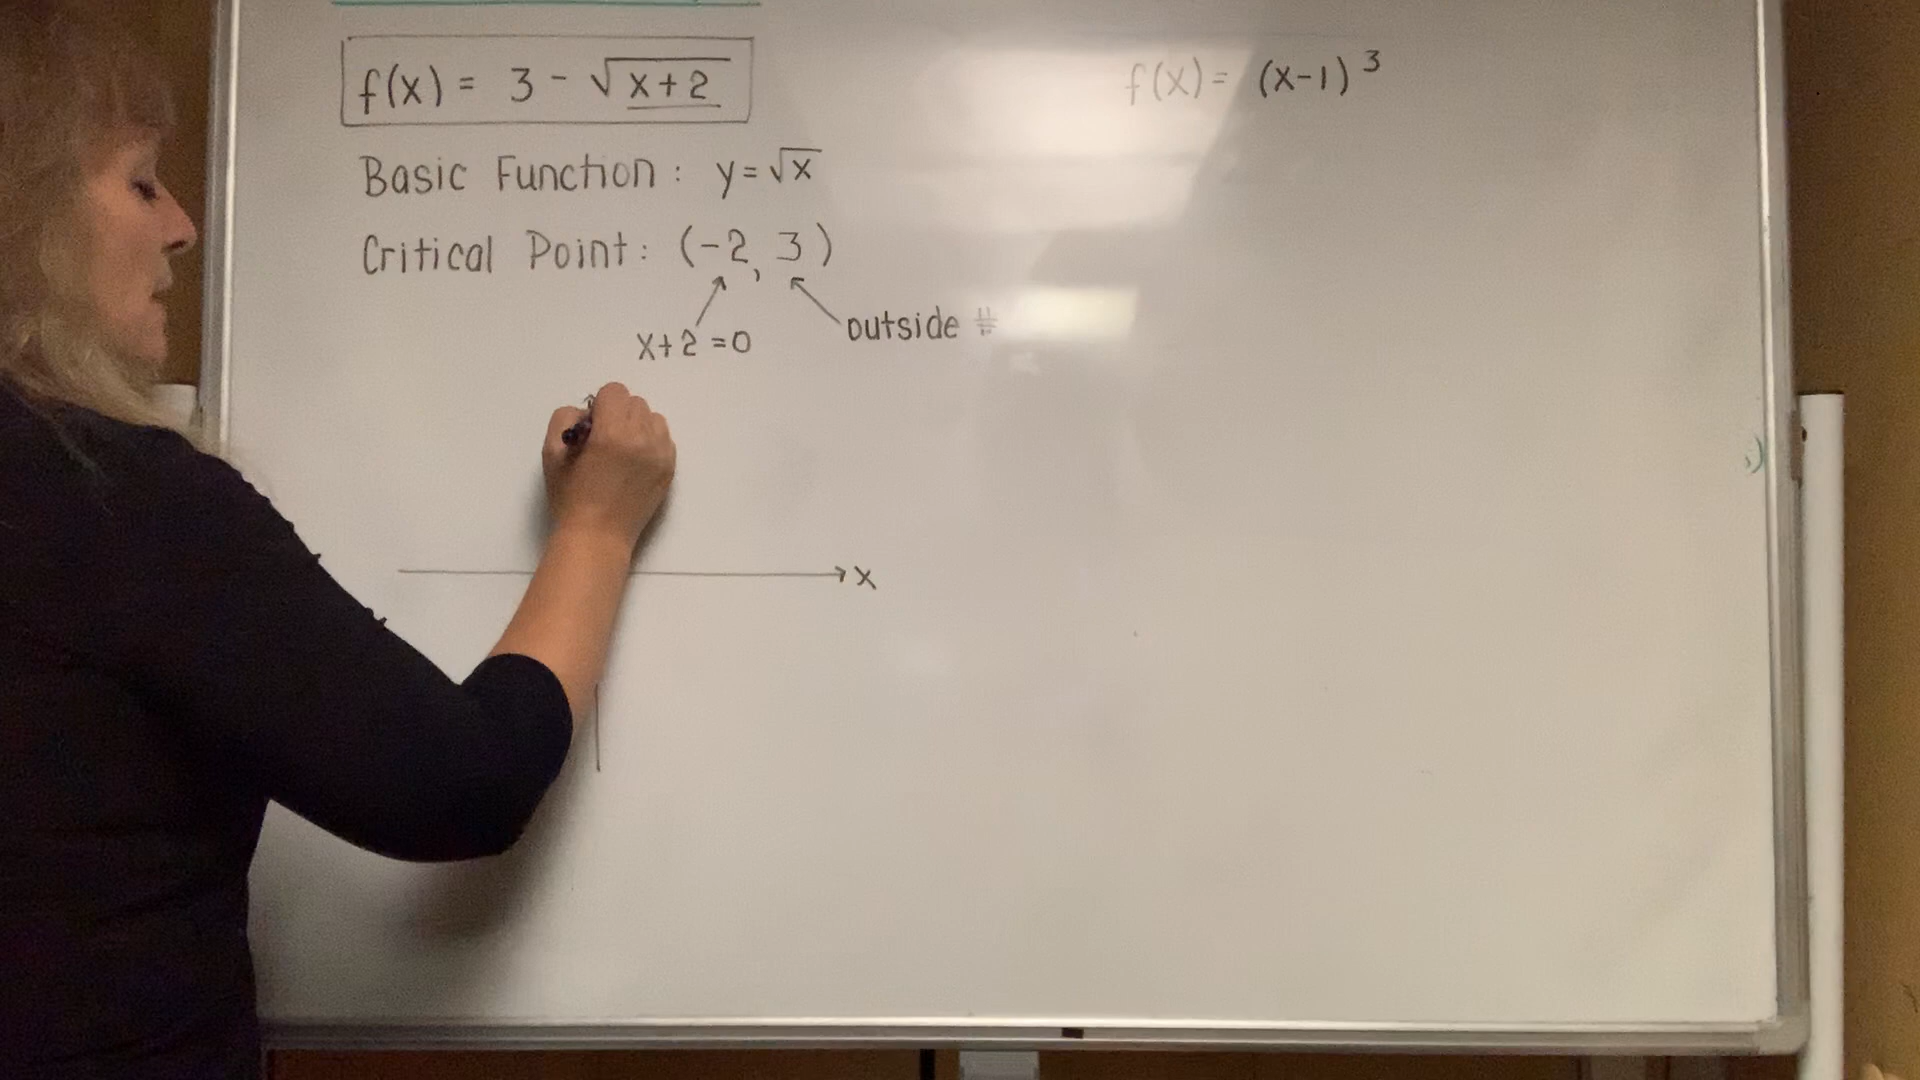 f(x) = 3 - √x+2
Basic Function: y=√x
Critical Point: (-2, 3)
x+2=0
outside #
x
f(x)= (x-1)³